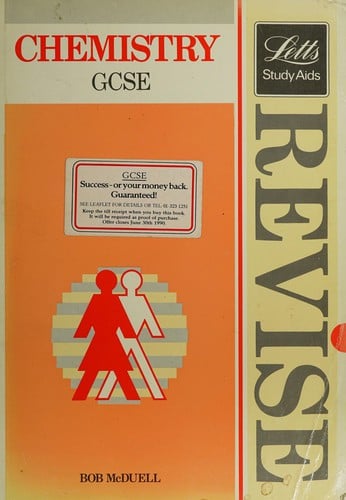 CHEMISTRY
GCSE
Letts
Study Aids
REVISE
GCSE
Success - or your money back.
Guaranteed!
SEE LEAFLET FOR DETAILS OR TEL 01-323 1251
Keep the till receipt when you buy this book.
It will be required as proof of purchase.
Offer closes June 30th 1990.
BOB McDUELL